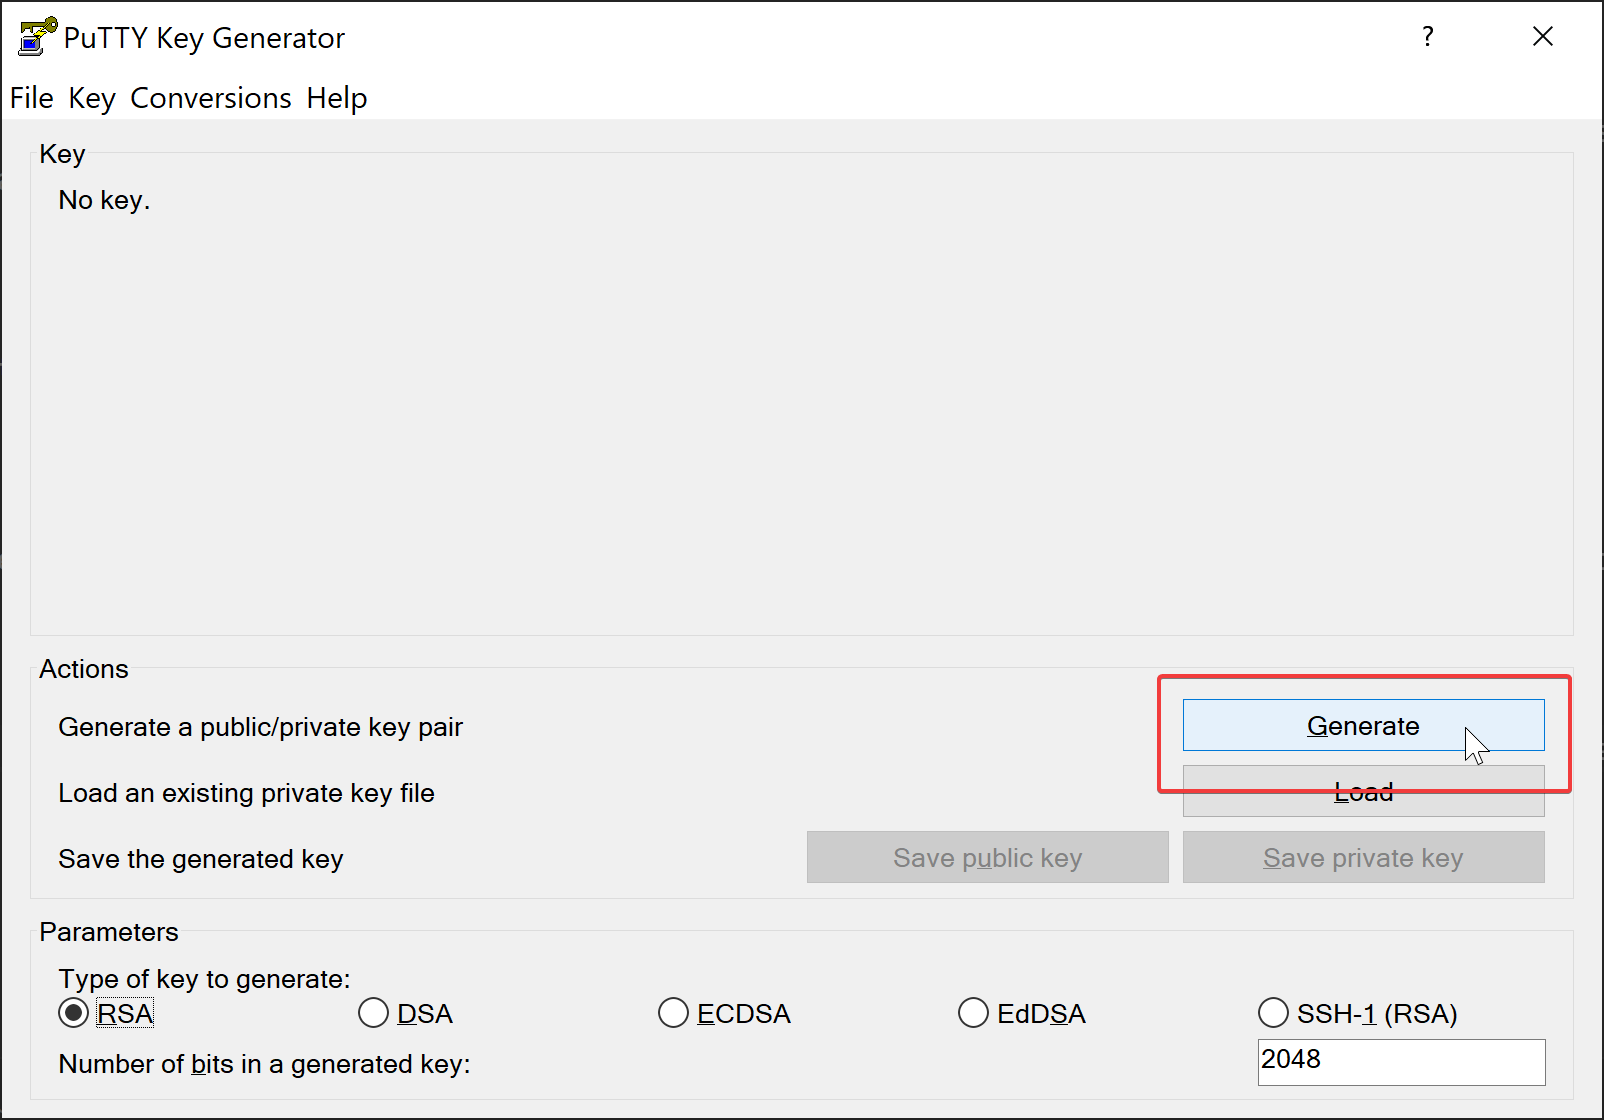 PuTTY Key Generator
?
File Key Conversions Help
Key
No key.
Actions
Generate a public/private key pair
Generate
Load an existing private key file
Load
Save the generated key
Save public key
Save private key
Parameters
Type of key to generate:
RSA
DSA
ECDSA
EdDSA
SSH-1 (RSA)
Number of bits in a generated key:
2048